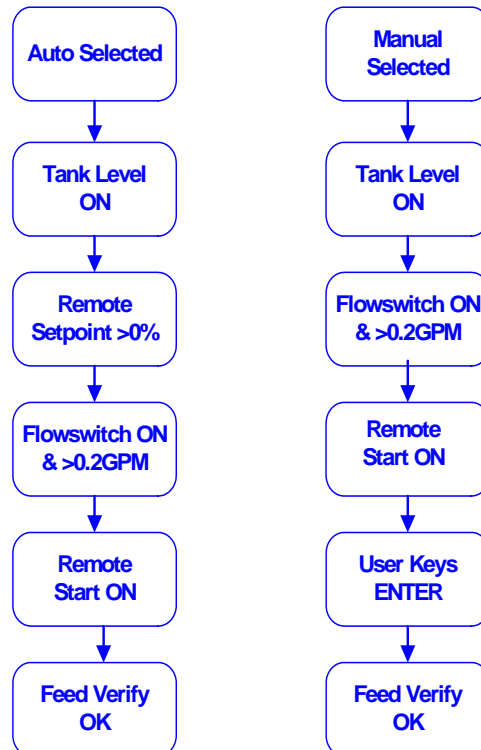 Auto Selected
Tank Level
ON
Remote
Setpoint >0%
Flowswitch ON
& >0.2GPM
Remote
Start ON
Feed Verify
OK
Manual
Selected
Tank Level
ON
Flowswitch ON
& >0.2GPM
Remote
Start ON
User Keys
ENTER
Feed Verify
OK